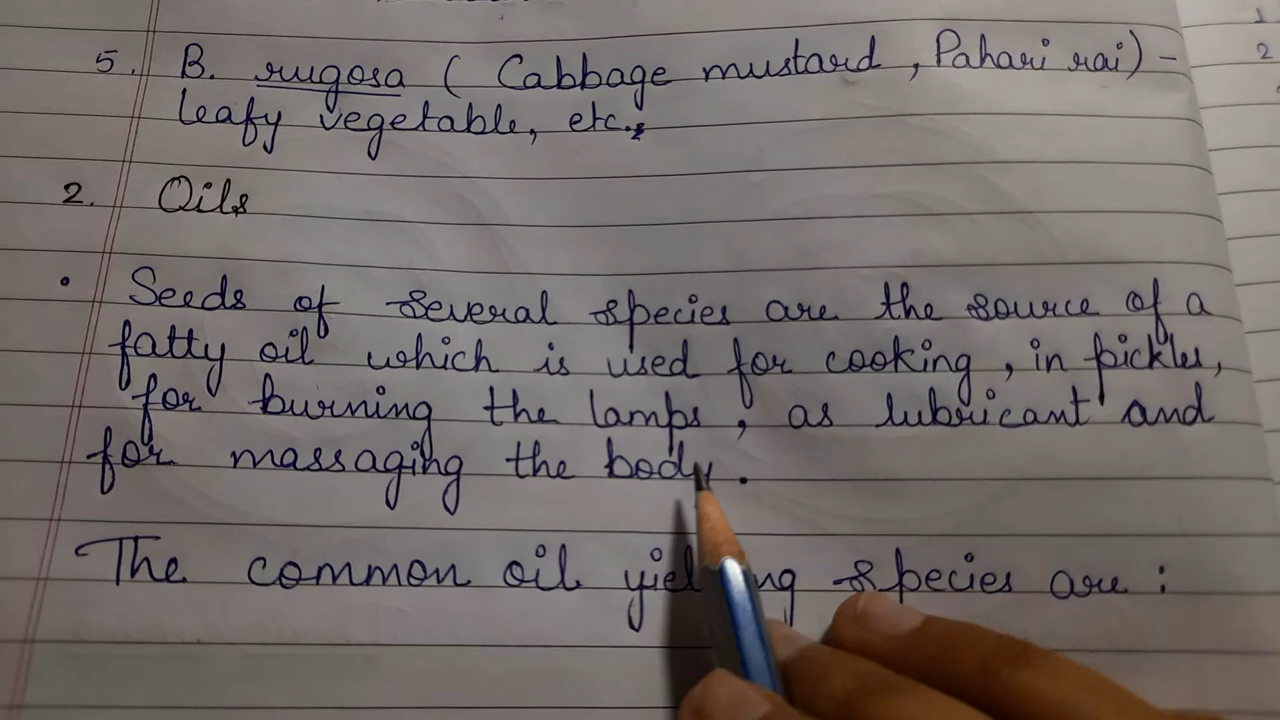 5. B. rugosa ( Cabbage mustard, Pahari rai) -
leafy vegetable, etc.
2. Oils
• Seeds of several species are the source of a
fatty oil which is used for cooking, in pickles,
for burning the lamps, as lubricant and
for massaging the body.
The common oil yielding species are :
1
2